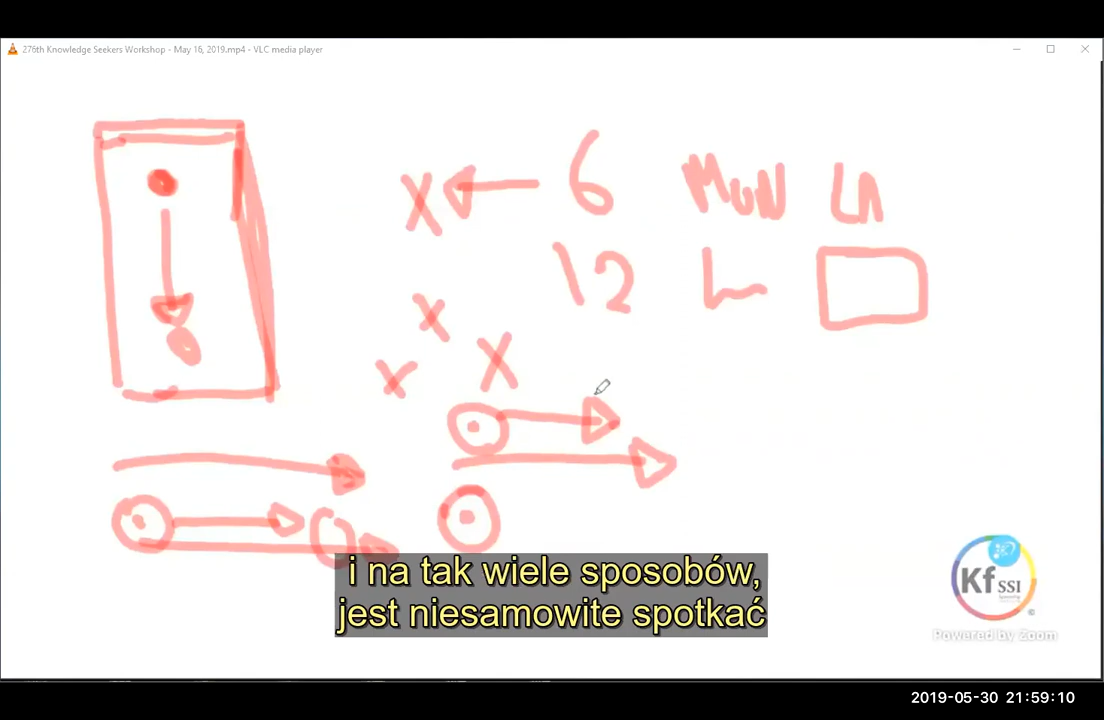 276th Knowledge Seekers Workshop - May 16, 2019.mp4 - VLC media player
X ← 6 MUN LA
12 L
X
X X
i na tak wiele sposobów,
jest niesamowite spotkać
Kf SSI
Powered by Zoom
2019-05-30 21:59:10